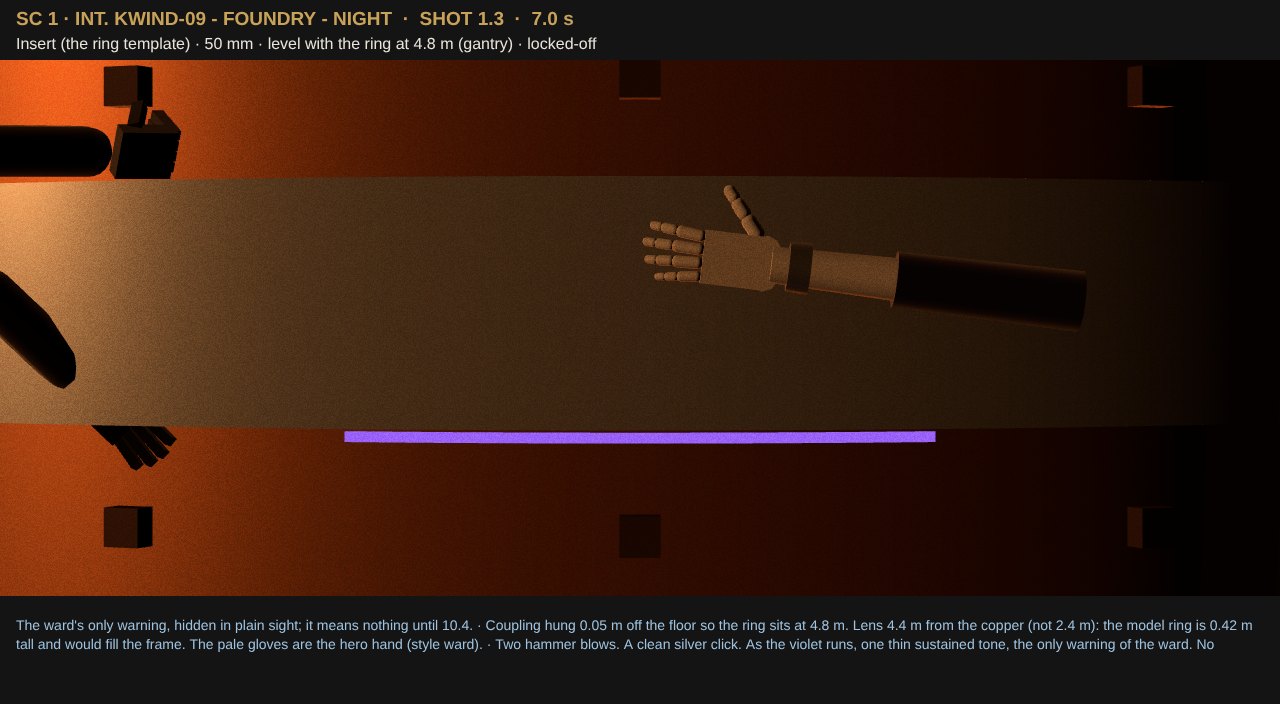 SC 1 · INT. KWIND-09 - FOUNDRY - NIGHT · SHOT 1.3 · 7.0 s
Insert (the ring template) · 50 mm · level with the ring at 4.8 m (gantry) · locked-off
The ward's only warning, hidden in plain sight; it means nothing until 10.4. · Coupling hung 0.05 m off the floor so the ring sits at 4.8 m. Lens 4.4 m from the copper (not 2.4 m): the model ring is 0.42 m
tall and would fill the frame. The pale gloves are the hero hand (style ward). · Two hammer blows. A clean silver click. As the violet runs, one thin sustained tone, the only warning of the ward. No